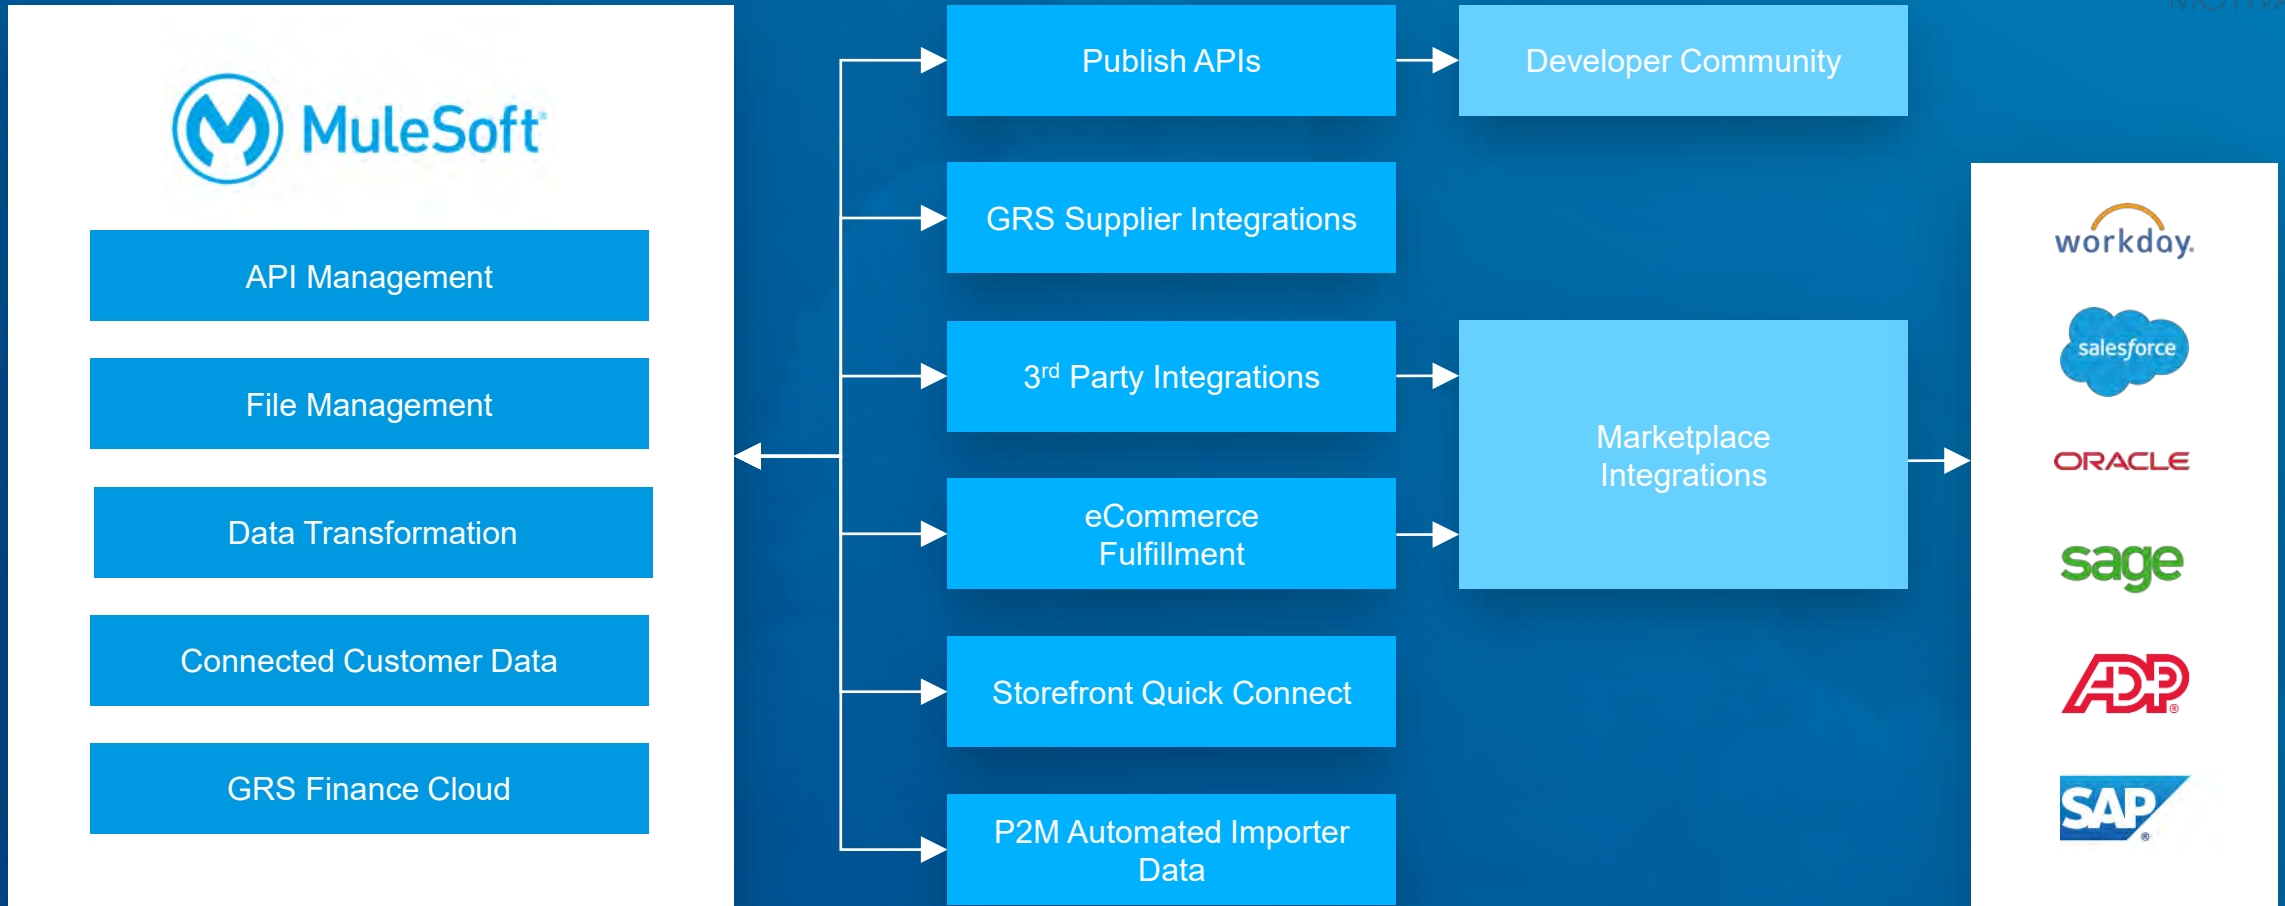 MuleSoft
API Management
File Management
Data Transformation
Connected Customer Data
GRS Finance Cloud
Publish APIs
GRS Supplier Integrations
3rd Party Integrations
eCommerce
Fulfillment
Storefront Quick Connect
P2M Automated Importer
Data
Developer Community
Marketplace
Integrations
workday.
salesforce
ORACLE
sage
ADP®
SAP®